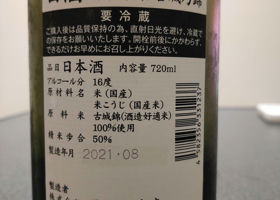 要冷蔵
ご購入後は品質保持の為、直射日光を避け、冷蔵で
の保存をお願いいたします。開栓前後にかかわらず、
できるだけお早めにお召し上がりください。
品目 日本酒 内容量 720ml
アルコール分 16度
原材料名 米(国産)
米こうじ(国産米)
原料米 古城錦(酒造好適米)
100%使用
精米歩合 50%
製造年月 2021・08
製造者
4582354331237